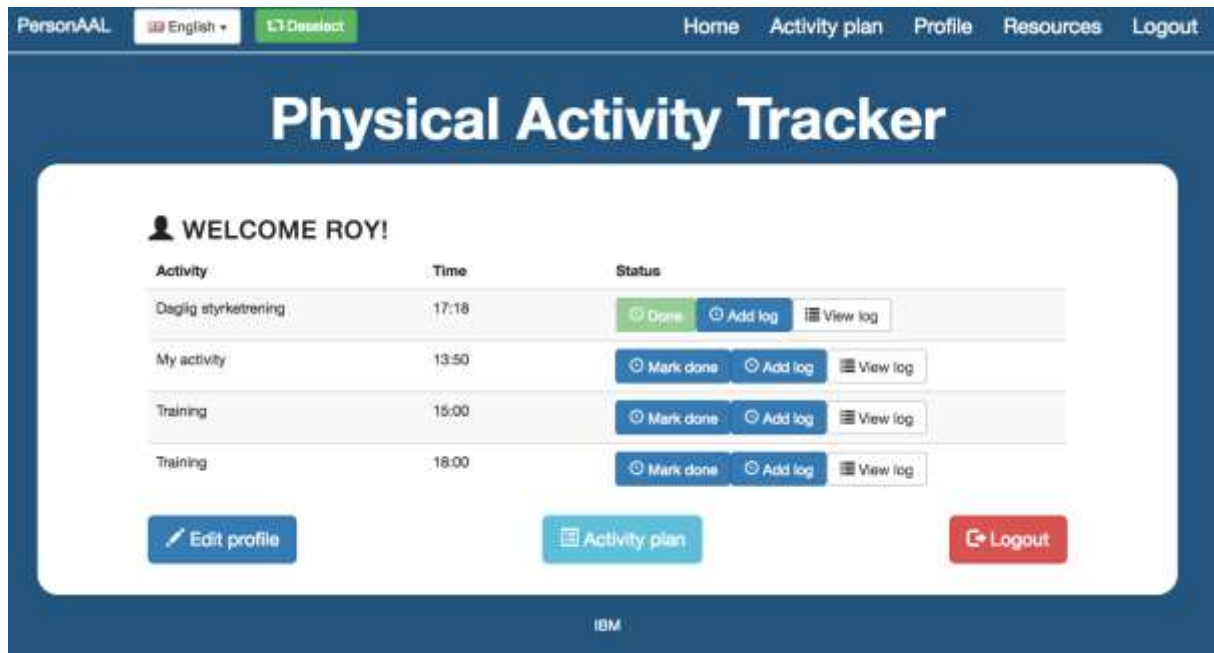 PersonAAL English Deselect Home Activity plan Profile Resources Logout
Physical Activity Tracker
WELCOME ROY!
Activity Time Status
Daglig styrketrening 17:18 Done Add log View log
My activity 13:50 Mark done Add log View log
Training 15:00 Mark done Add log View log
Training 18:00 Mark done Add log View log
Edit profile Activity plan Logout
IBM